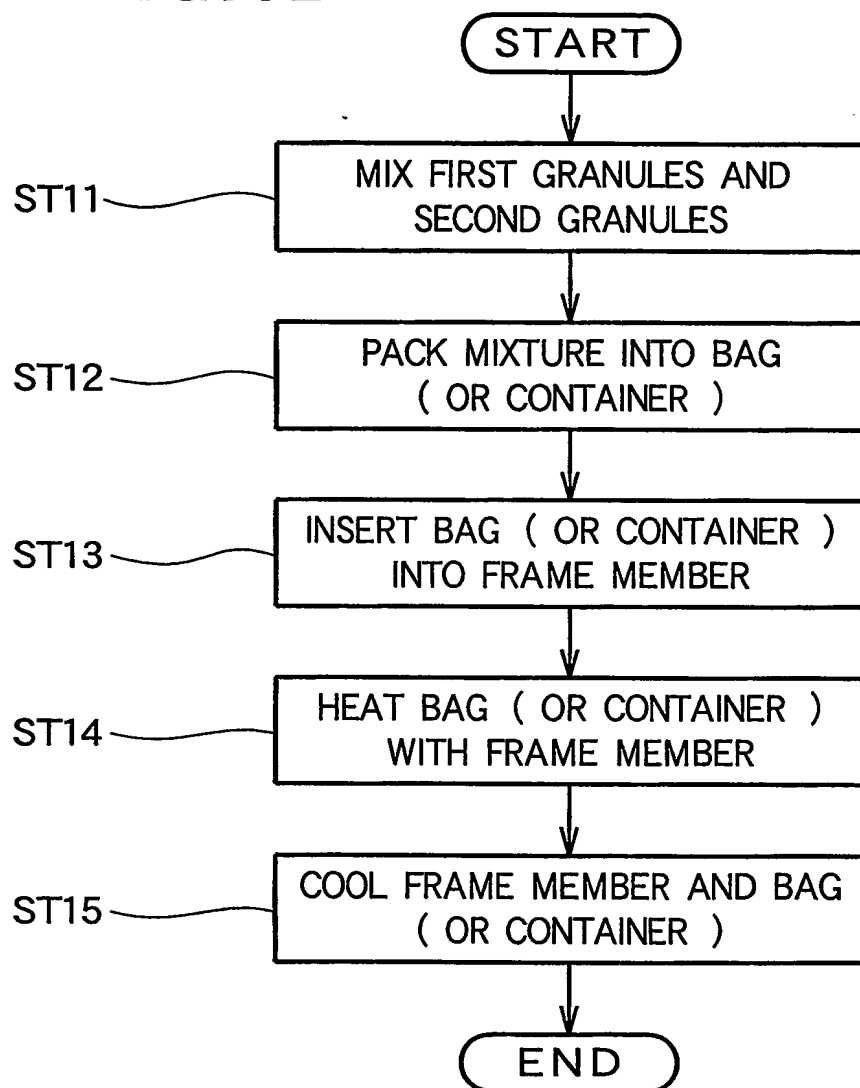 START
ST11
MIX FIRST GRANULES AND
SECOND GRANULES
ST12
PACK MIXTURE INTO BAG
( OR CONTAINER )
ST13
INSERT BAG ( OR CONTAINER )
INTO FRAME MEMBER
ST14
HEAT BAG ( OR CONTAINER )
WITH FRAME MEMBER
ST15
COOL FRAME MEMBER AND BAG
( OR CONTAINER )
END